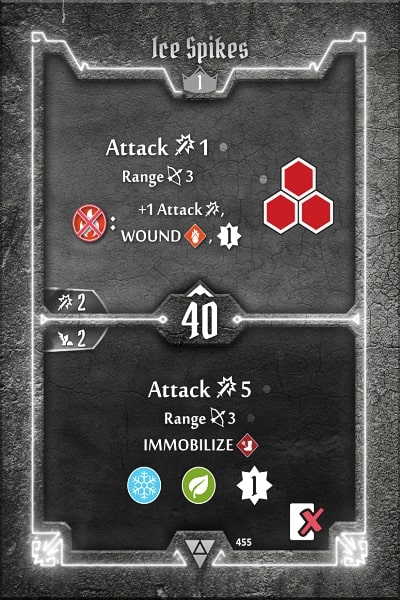 Ice Spikes
1
Attack 1
Range 3
: +1 Attack ,
WOUND , 1
2
40
2
Attack 5
Range 3
IMMOBILIZE
1
455